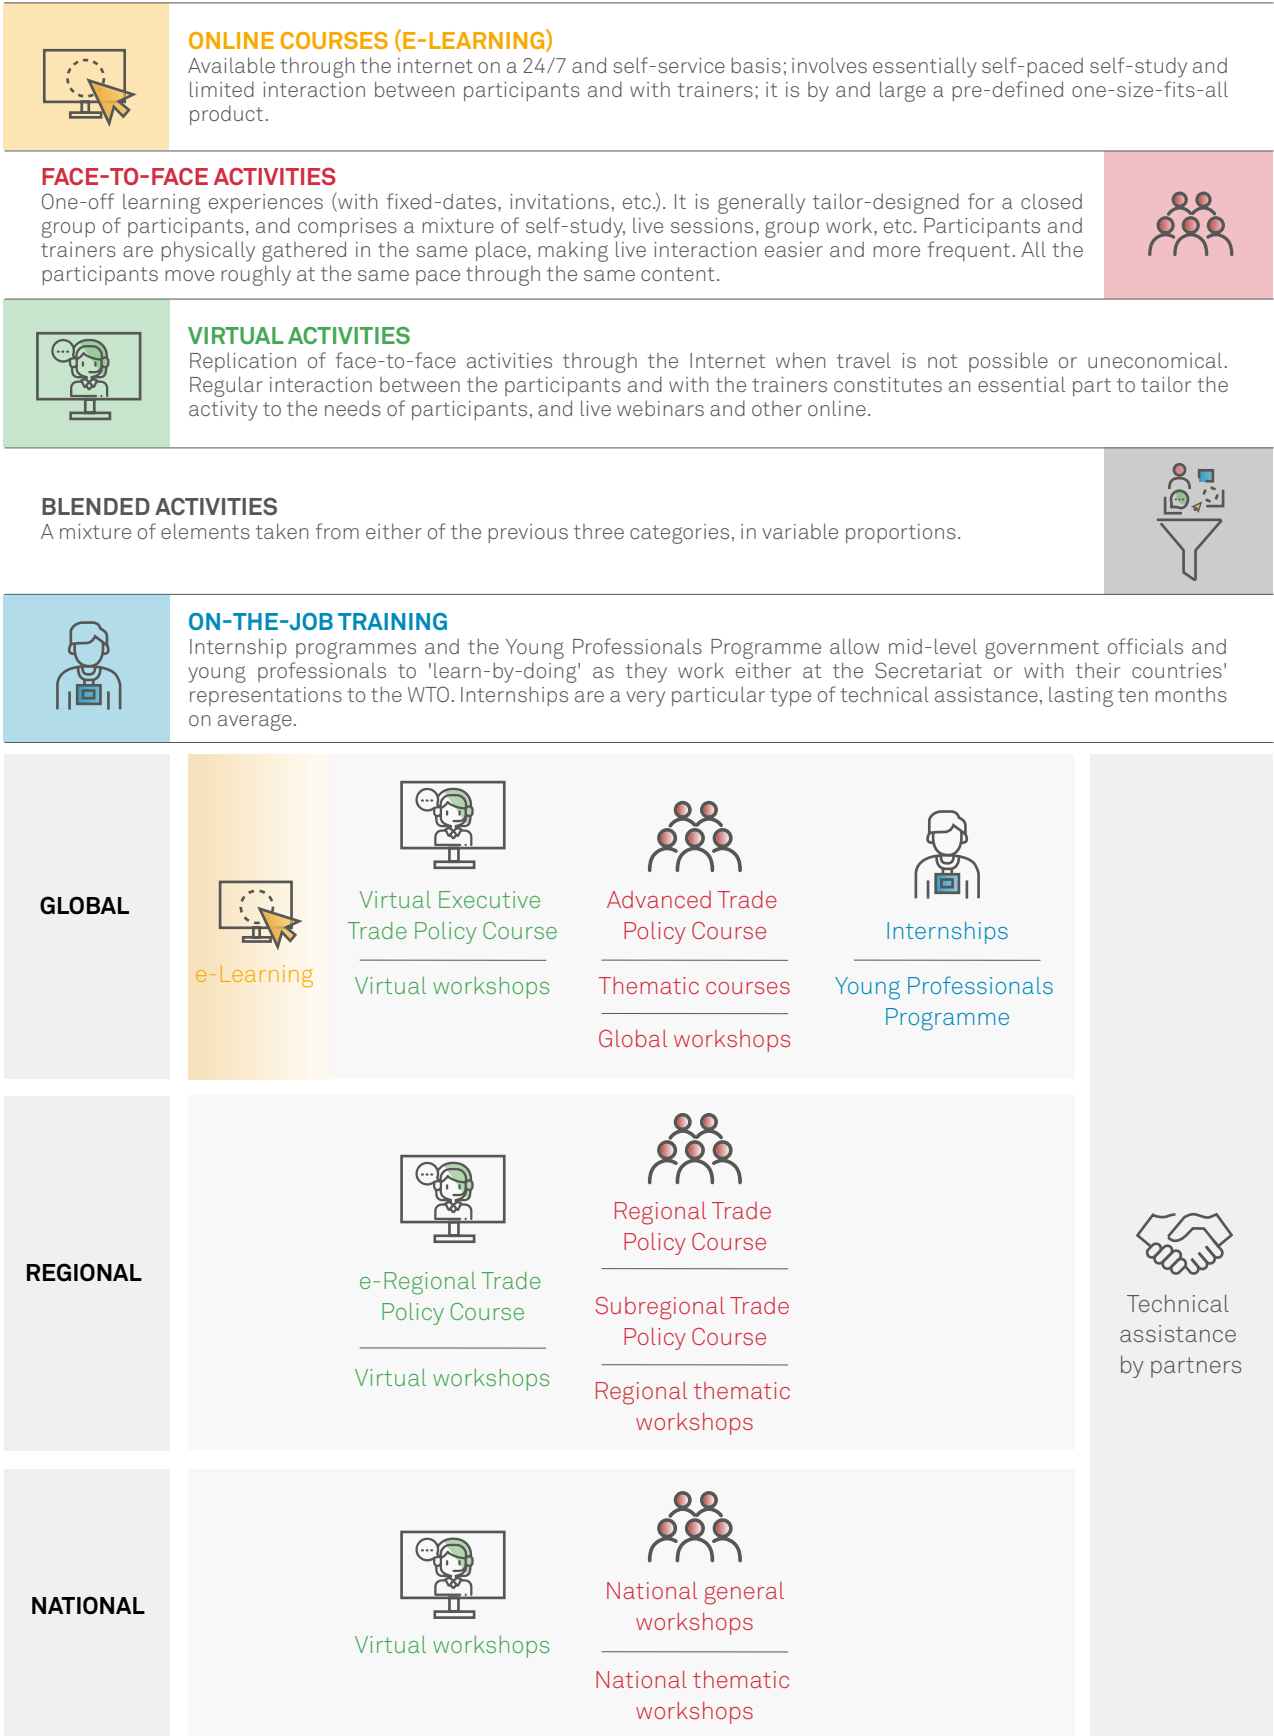 ONLINE COURSES (E-LEARNING)
Available through the internet on a 24/7 and self-service basis; involves essentially self-paced self-study and
limited interaction between participants and with trainers; it is by and large a pre-defined one-size-fits-all
product.
FACE-TO-FACE ACTIVITIES
One-off learning experiences (with fixed-dates, invitations, etc.). It is generally tailor-designed for a closed
group of participants, and comprises a mixture of self-study, live sessions, group work, etc. Participants and
trainers are physically gathered in the same place, making live interaction easier and more frequent. All the
participants move roughly at the same pace through the same content.
VIRTUAL ACTIVITIES
Replication of face-to-face activities through the Internet when travel is not possible or uneconomical.
Regular interaction between the participants and with the trainers constitutes an essential part to tailor the
activity to the needs of participants, and live webinars and other online.
BLENDED ACTIVITIES
A mixture of elements taken from either of the previous three categories, in variable proportions.
ON-THE-JOB TRAINING
Internship programmes and the Young Professionals Programme allow mid-level government officials and
young professionals to 'learn-by-doing' as they work either at the Secretariat or with their countries'
representations to the WTO. Internships are a very particular type of technical assistance, lasting ten months
on average.
GLOBAL
e-Learning
Virtual Executive
Trade Policy Course
Virtual workshops
Advanced Trade
Policy Course
Thematic courses
Global workshops
Internships
Young Professionals
Programme
REGIONAL
e-Regional Trade
Policy Course
Virtual workshops
Regional Trade
Policy Course
Subregional Trade
Policy Course
Regional thematic
workshops
Technical
assistance
by partners
NATIONAL
Virtual workshops
National general
workshops
National thematic
workshops